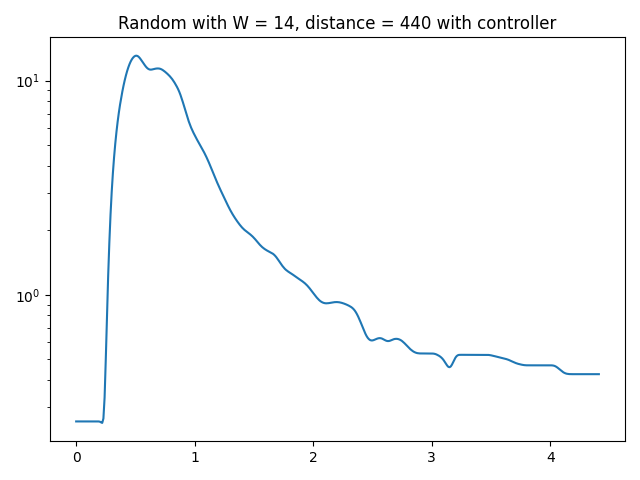 Random with W = 14, distance = 440 with controller
10¹
10⁰
0 1 2 3 4